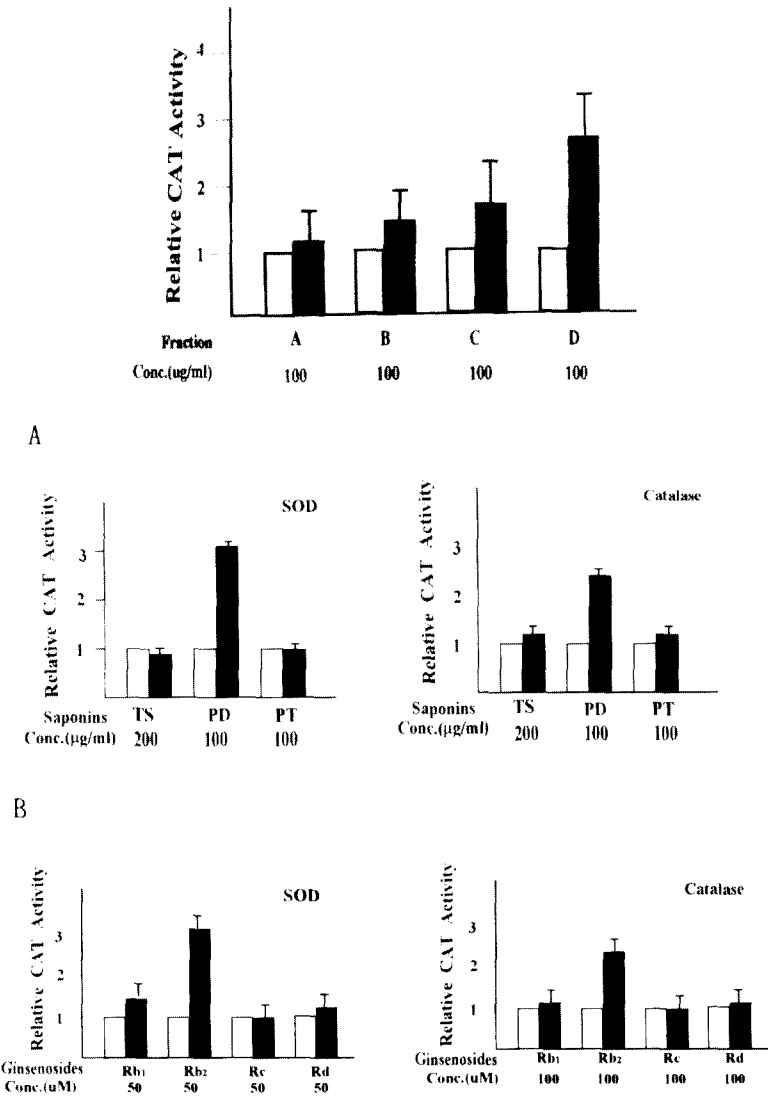 Relative CAT Activity
4
3
2
1
Fraction A B C D
Conc.(ug/ml) 100 100 100 100
A
SOD
Relative CAT Activity
3
2
1
Saponins TS PD PT
Conc.(µg/ml) 200 100 100
Catalase
Relative CAT Activity
3
2
1
Saponins TS PD PT
Conc.(µg/ml) 200 100 100
B
SOD
Relative CAT Activity
3
2
1
Ginsenosides Rb1 Rb2 Rc Rd
Conc.(uM) 50 50 50 50
Catalase
Relative CAT Activity
3
2
1
Ginsenosides Rb1 Rb2 Rc Rd
Conc.(uM) 100 100 100 100